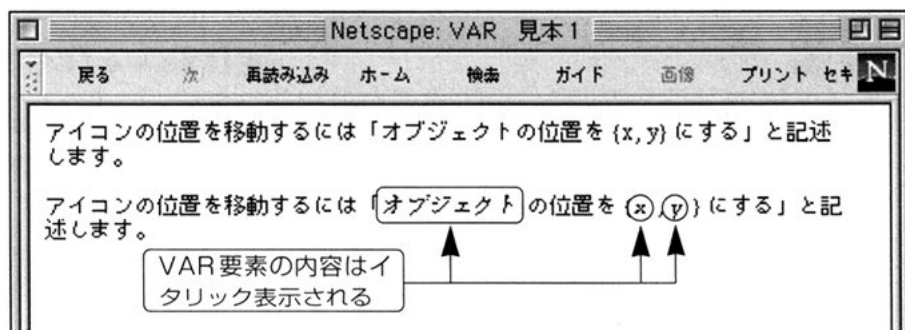 Netscape: VAR 見本1
戻る 次 再読み込み ホーム 検索 ガイド 画像 プリント セキ N
アイコンの位置を移動するには「オブジェクトの位置を {x, y} にする」と記述
します。
アイコンの位置を移動するには「オブジェクトの位置を {x,y} にする」と記
述します。
VAR要素の内容はイ
タリック表示される